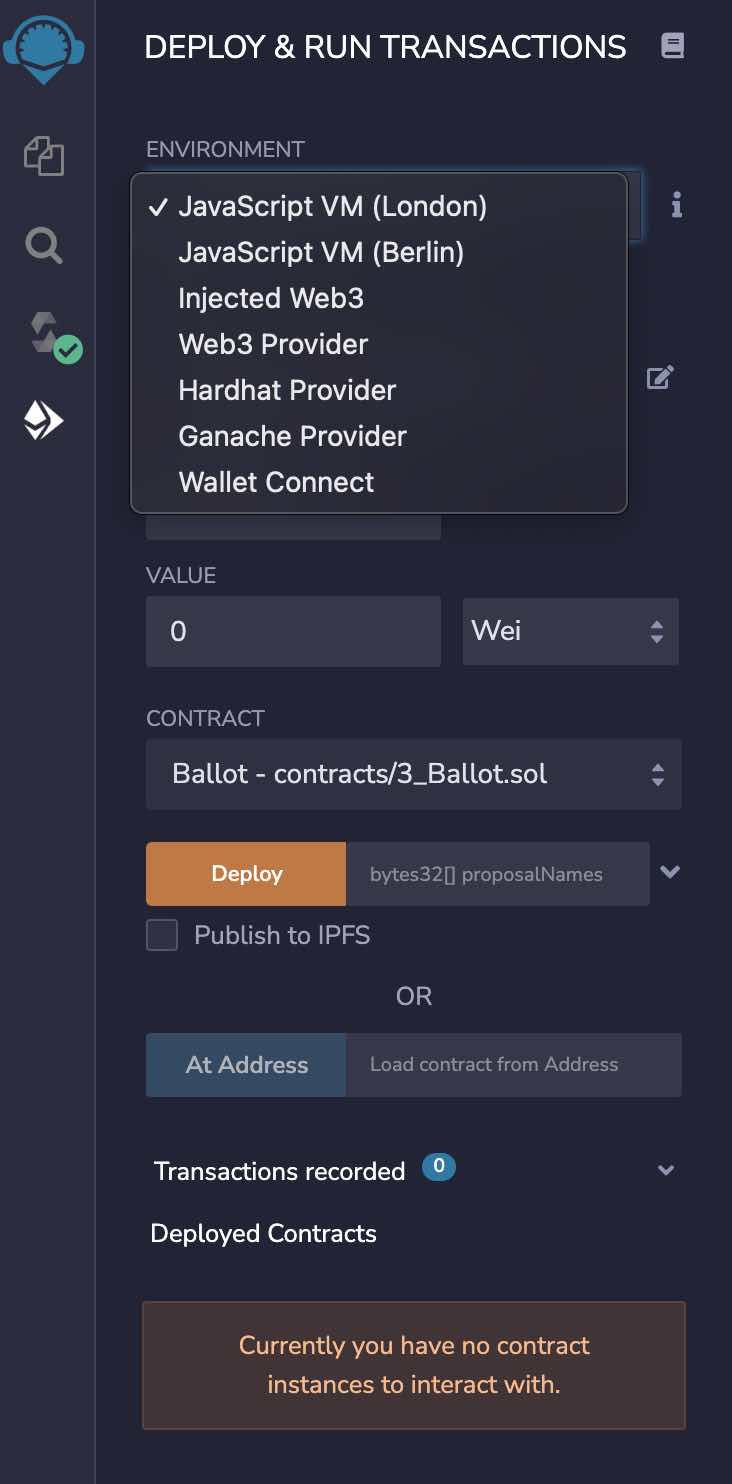 DEPLOY & RUN TRANSACTIONS
ENVIRONMENT
JavaScript VM (London)
JavaScript VM (Berlin)
Injected Web3
Web3 Provider
Hardhat Provider
Ganache Provider
Wallet Connect
VALUE
0 Wei
CONTRACT
Ballot - contracts/3_Ballot.sol
Deploy bytes32[] proposalNames
Publish to IPFS
OR
At Address Load contract from Address
Transactions recorded 0
Deployed Contracts
Currently you have no contract
instances to interact with.